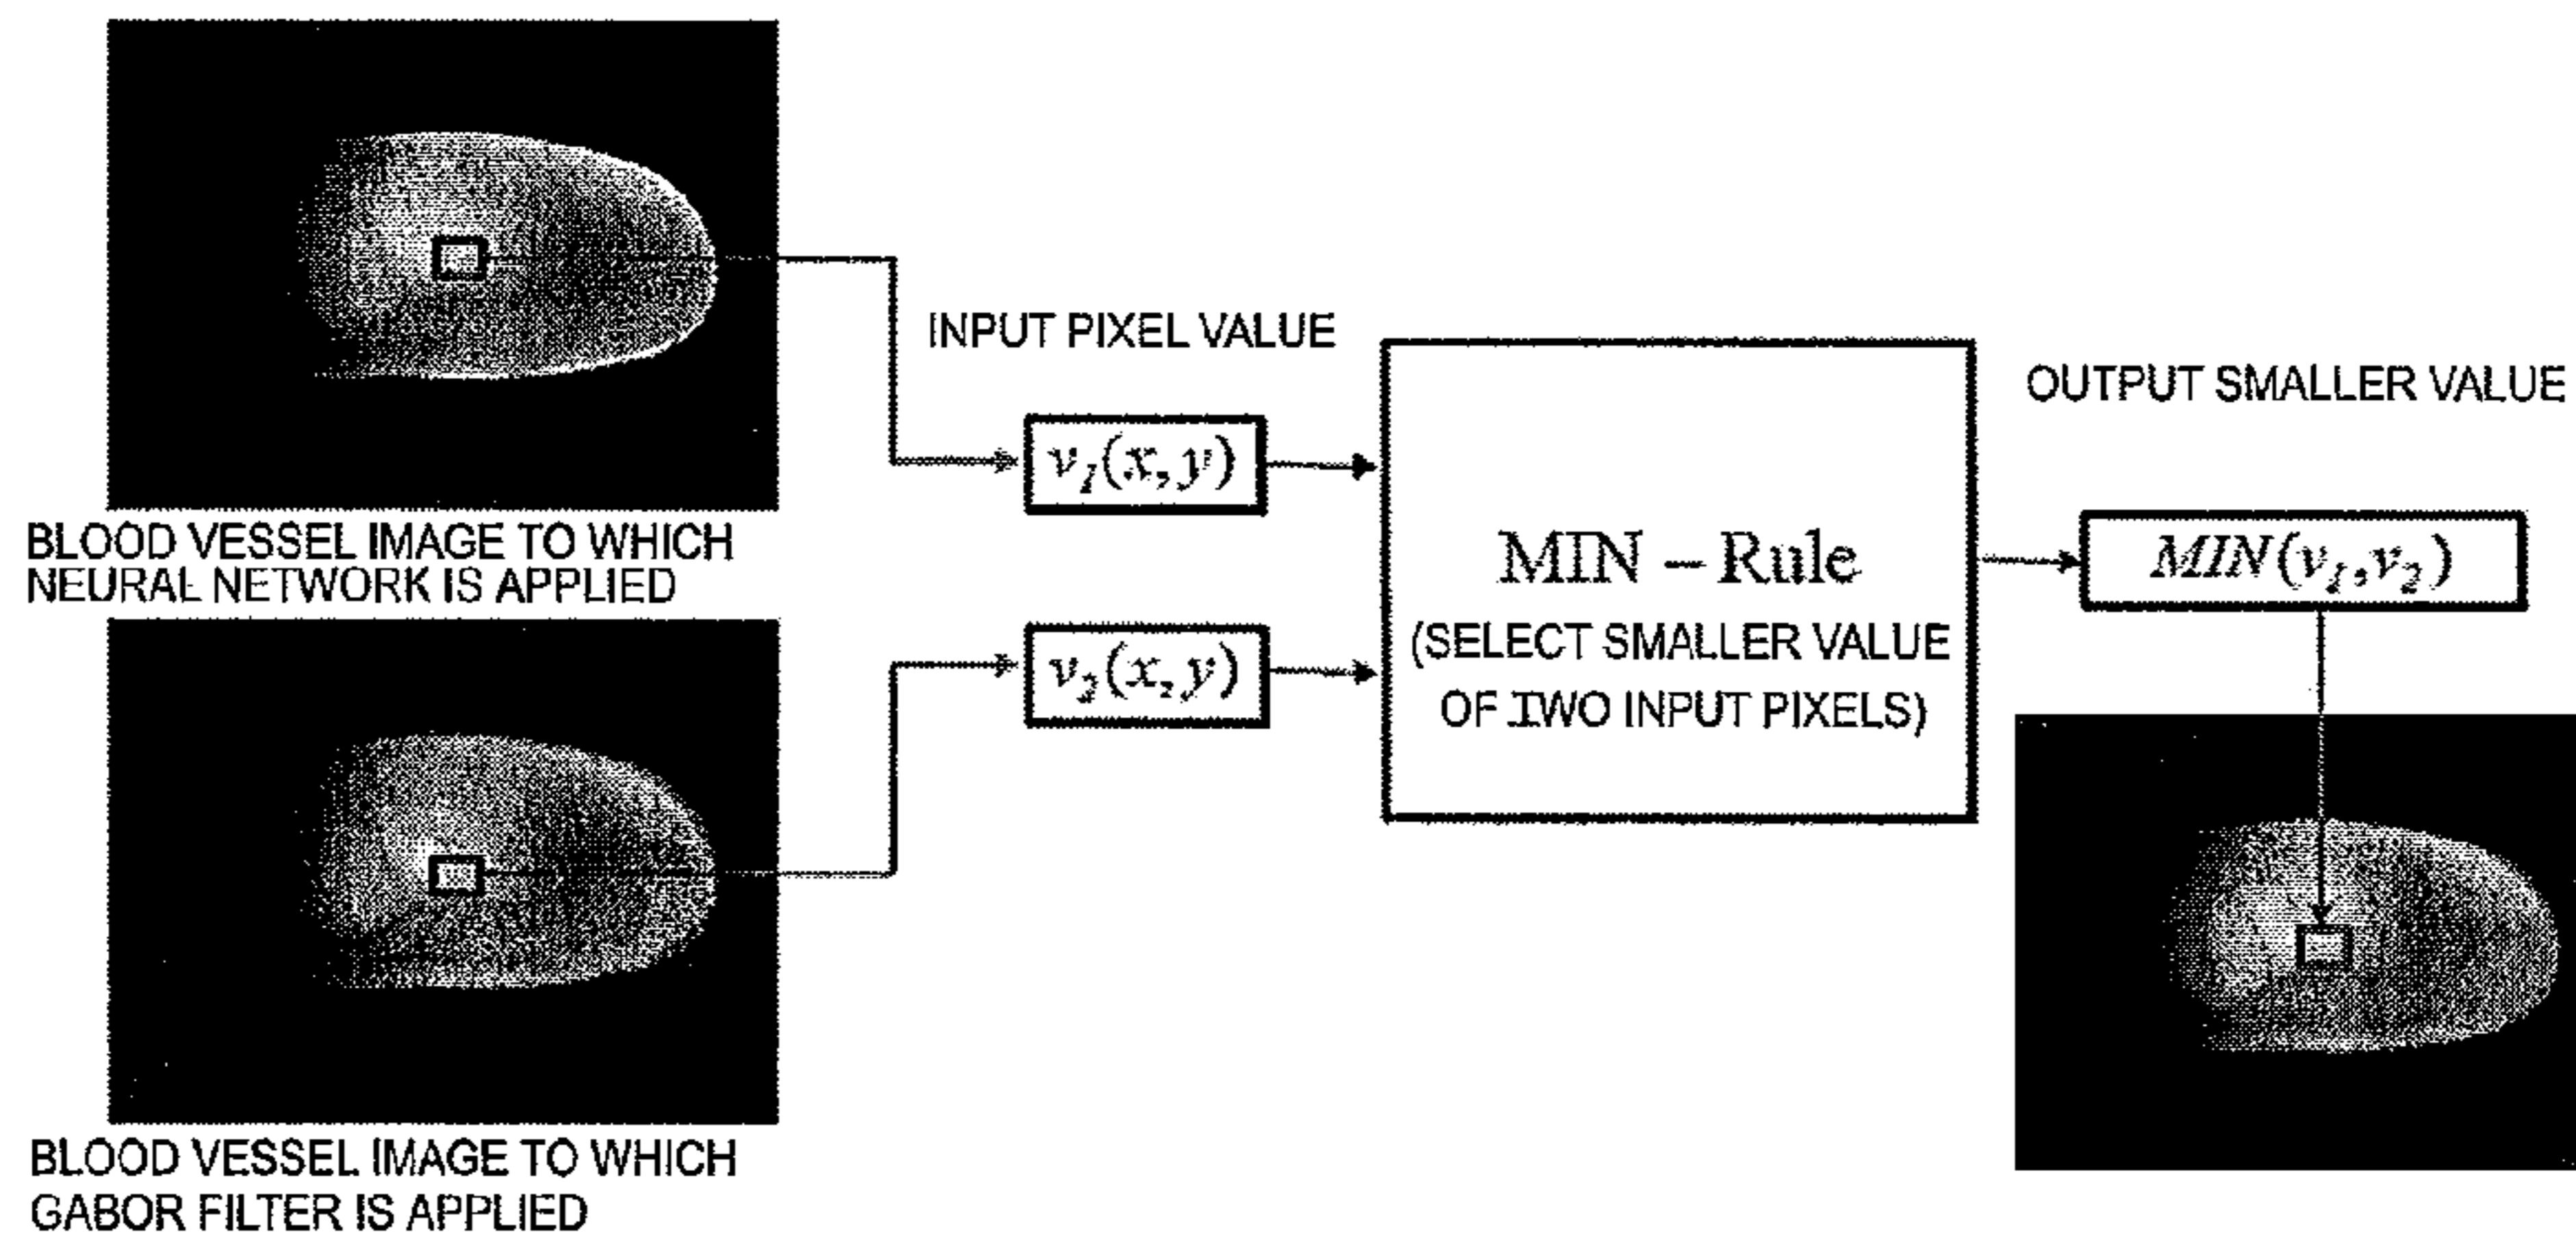 BLOOD VESSEL IMAGE TO WHICH
NEURAL NETWORK IS APPLIED
BLOOD VESSEL IMAGE TO WHICH
GABOR FILTER IS APPLIED
INPUT PIXEL VALUE
v₁(x,y)
v₂(x,y)
MIN – Rule
(SELECT SMALLER VALUE
OF TWO INPUT PIXELS)
OUTPUT SMALLER VALUE
MIN(v₁,v₂)